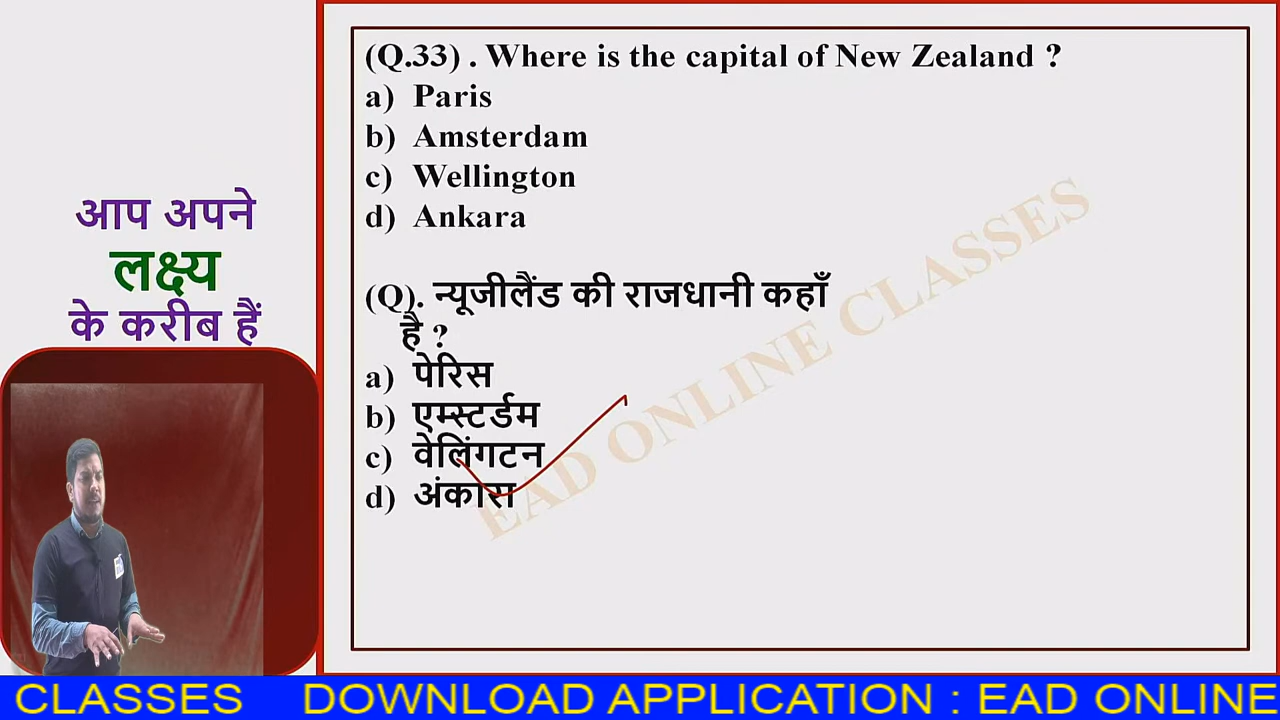 आप अपने
लक्ष्य
के करीब हैं
(Q.33) . Where is the capital of New Zealand ?
a) Paris
b) Amsterdam
c) Wellington
d) Ankara
(Q). न्यूजीलैंड की राजधानी कहाँ
है ?
a) पेरिस
b) एम्स्टर्डम
c) वेलिंगटन
d) अंकारा
EAD ONLINE CLASSES
CLASSES DOWNLOAD APPLICATION : EAD ONLINE